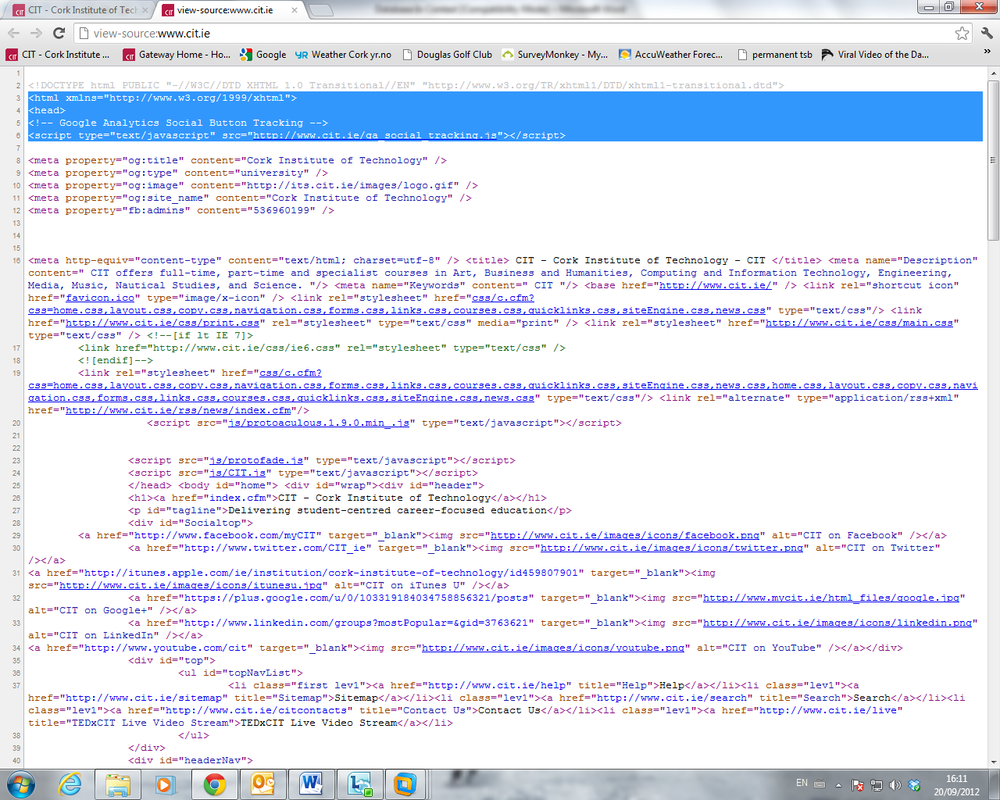 CIT - Cork Institute of Tech
view-source:www.cit.ie
view-source:www.cit.ie
CIT - Cork Institute ...
Gateway Home - Ho...
Google
Weather Cork yr.no
Douglas Golf Club
SurveyMonkey - My...
AccuWeather Forec...
permanent tsb
Viral Video of the Da...
»
1
2 <!DOCTYPE html PUBLIC "-//W3C//DTD XHTML 1.0 Transitional//EN" "http://www.w3.org/TR/xhtml1/DTD/xhtml1-transitional.dtd">
3 <html xmlns="http://www.w3.org/1999/xhtml">
4 <head>
5 <!-- Google Analytics Social Button Tracking -->
6 <script type="text/javascript" src="http://www.cit.ie/ga_social_tracking.js"></script>
7
8 <meta property="og:title" content="Cork Institute of Technology" />
9 <meta property="og:type" content="university" />
10 <meta property="og:image" content="http://its.cit.ie/images/logo.gif" />
11 <meta property="og:site_name" content="Cork Institute of Technology" />
12 <meta property="fb:admins" content="536960199" />
13
14
15
16 <meta http-equiv="content-type" content="text/html; charset=utf-8" /> <title> CIT - Cork Institute of Technology - CIT </title> <meta name="Description"
content=" CIT offers full-time, part-time and specialist courses in Art, Business and Humanities, Computing and Information Technology, Engineering,
Media, Music, Nautical Studies, and Science. "/> <meta name="Keywords" content=" CIT "/> <base href="http://www.cit.ie/" /> <link rel="shortcut icon"
href="favicon.ico" type="image/x-icon" /> <link rel="stylesheet" href="css/c.cfm?
css=home.css,layout.css,copy.css,navigation.css,forms.css,links.css,courses.css,quicklinks.css,siteEngine.css,news.css" type="text/css"/> <link
href="http://www.cit.ie/css/print.css" rel="stylesheet" type="text/css" media="print" /> <link rel="stylesheet" href="http://www.cit.ie/css/main.css"
type="text/css" /> <!--[if lt IE 7]>
17 <link href="http://www.cit.ie/css/ie6.css" rel="stylesheet" type="text/css" />
18 <![endif]-->
19 <link rel="stylesheet" href="css/c.cfm?
css=home.css,layout.css,copy.css,navigation.css,forms.css,links.css,courses.css,quicklinks.css,siteEngine.css,news.css,home.css,layout.css,copy.css,navi
gation.css,forms.css,links.css,courses.css,quicklinks.css,siteEngine.css,news.css" type="text/css"/> <link rel="alternate" type="application/rss+xml"
href="http://www.cit.ie/rss/news/index.cfm"/>
20 <script src="js/protoaculous.1.9.0.min_.js" type="text/javascript"></script>
21
22
23 <script src="js/protofade.js" type="text/javascript"></script>
24 <script src="js/CIT.js" type="text/javascript"></script>
25 </head> <body id="home"> <div id="wrap"><div id="header">
26 <h1><a href="index.cfm">CIT - Cork Institute of Technology</a></h1>
27 <p id="tagline">Delivering student-centred career-focused education</p>
28 <div id="Socialtop">
29 <a href="http://www.facebook.com/myCIT" target="_blank"><img src="http://www.cit.ie/images/icons/facebook.png" alt="CIT on Facebook" /></a>
30 <a href="http://www.twitter.com/CIT_ie" target="_blank"><img src="http://www.cit.ie/images/icons/twitter.png" alt="CIT on Twitter"
/></a>
31 <a href="http://itunes.apple.com/ie/institution/cork-institute-of-technology/id459807901" target="_blank"><img
src="http://www.cit.ie/images/icons/itunesu.jpg" alt="CIT on iTunes U" /></a>
32 <a href="https://plus.google.com/u/0/103319184034758856321/posts" target="_blank"><img src="http://www.mycit.ie/html_files/google.jpg"
alt="CIT on Google+" /></a>
33 <a href="http://www.linkedin.com/groups?mostPopular=&gid=3763621" target="_blank"><img src="http://www.cit.ie/images/icons/linkedin.png"
alt="CIT on LinkedIn" /></a>
34 <a href="http://www.youtube.com/cit" target="_blank"><img src="http://www.cit.ie/images/icons/youtube.png" alt="CIT on YouTube" /></a></div>
35 <div id="top">
36 <ul id="topNavList">
37 <li class="first lev1"><a href="http://www.cit.ie/help" title="Help">Help</a></li><li class="lev1"><a
href="http://www.cit.ie/sitemap" title="Sitemap">Sitemap</a></li><li class="lev1"><a href="http://www.cit.ie/search" title="Search">Search</a></li><li
class="lev1"><a href="http://www.cit.ie/citcontacts" title="Contact Us">Contact Us</a></li><li class="lev1"><a href="http://www.cit.ie/live"
title="TEDxCIT Live Video Stream">TEDxCIT Live Video Stream</a></li>
38 </ul>
39 </div>
40 <div id="headerNav">
EN
16:11
20/09/2012